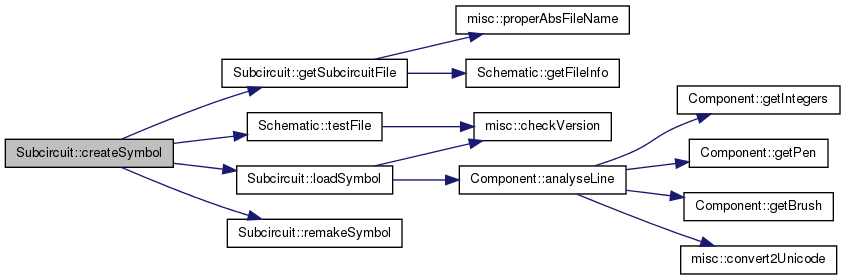 misc::properAbsFileName
Subcircuit::getSubcircuitFile
Schematic::getFileInfo
Component::getIntegers
Schematic::testFile
misc::checkVersion
Subcircuit::createSymbol
Component::getPen
Subcircuit::loadSymbol
Component::analyseLine
Component::getBrush
Subcircuit::remakeSymbol
misc::convert2Unicode